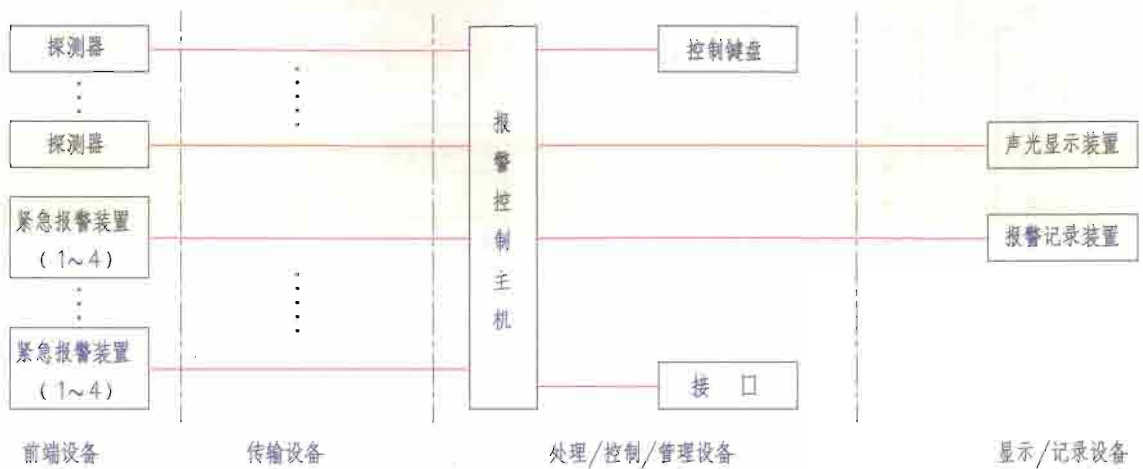 探测器
控制键盘
探测器
声光显示装置
紧急报警装置
(1~4)
报警控制主机
报警记录装置
紧急报警装置
(1~4)
接 口
前端设备
传输设备
处理/控制/管理设备
显示/记录设备